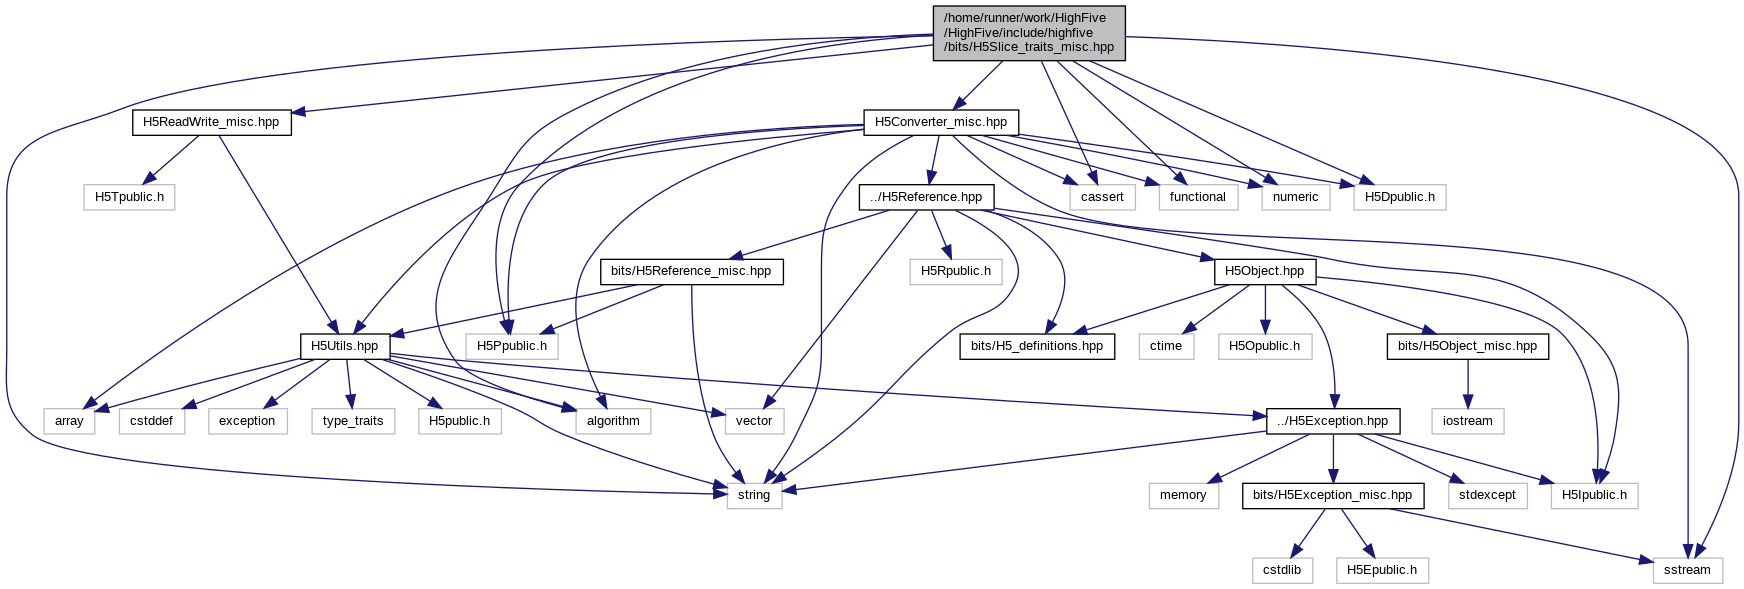 /home/runner/work/HighFive
/HighFive/include/highfive
/bits/H5Slice_traits_misc.hpp
H5ReadWrite_misc.hpp
H5Converter_misc.hpp
H5Tpublic.h
../H5Reference.hpp
cassert
functional
numeric
H5Dpublic.h
bits/H5Reference_misc.hpp
H5Rpublic.h
H5Object.hpp
H5Utils.hpp
H5Ppublic.h
bits/H5_definitions.hpp
ctime
H5Opublic.h
bits/H5Object_misc.hpp
array
cstddef
exception
type_traits
H5public.h
algorithm
vector
../H5Exception.hpp
iostream
string
memory
bits/H5Exception_misc.hpp
stdexcept
H5Ipublic.h
cstdlib
H5Epublic.h
sstream